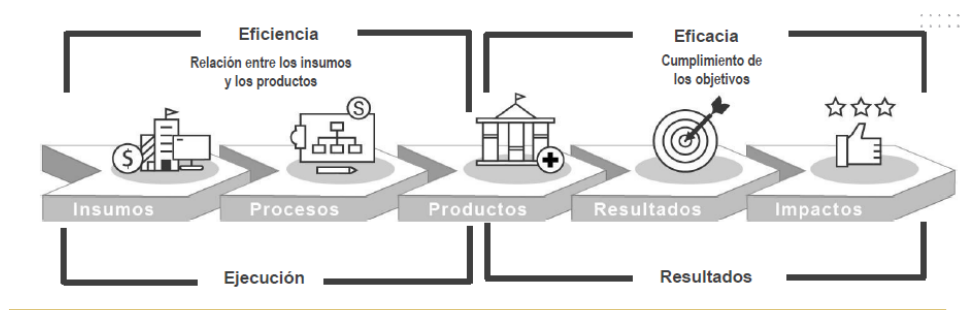 Eficiencia
Relación entre los insumos
y los productos
Eficacia
Cumplimiento de
los objetivos
$
S
Insumos
Procesos
Productos
Resultados
Impactos
Ejecución
Resultados